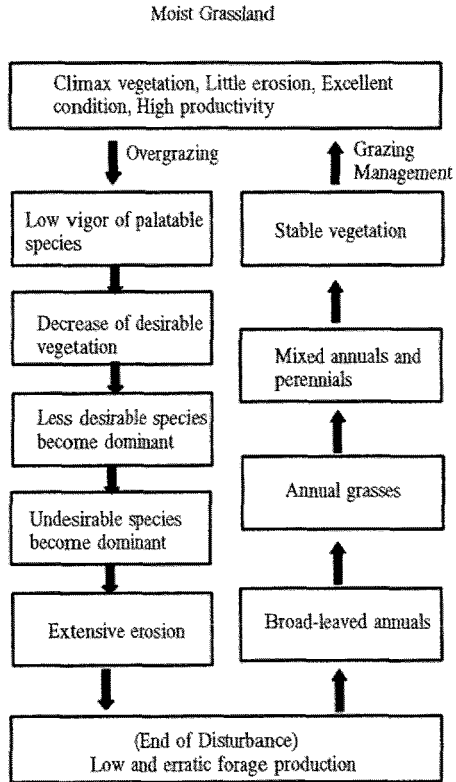 Moist Grassland
Climax vegetation, Little erosion, Excellent
condition, High productivity
Overgrazing
Low vigor of palatable
species
Decrease of desirable
vegetation
Less desirable species
become dominant
Undesirable species
become dominant
Extensive erosion
Grazing
Management
Stable vegetation
Mixed annuals and
perennials
Annual grasses
Broad-leaved annuals
(End of Disturbance)
Low and erratic forage production